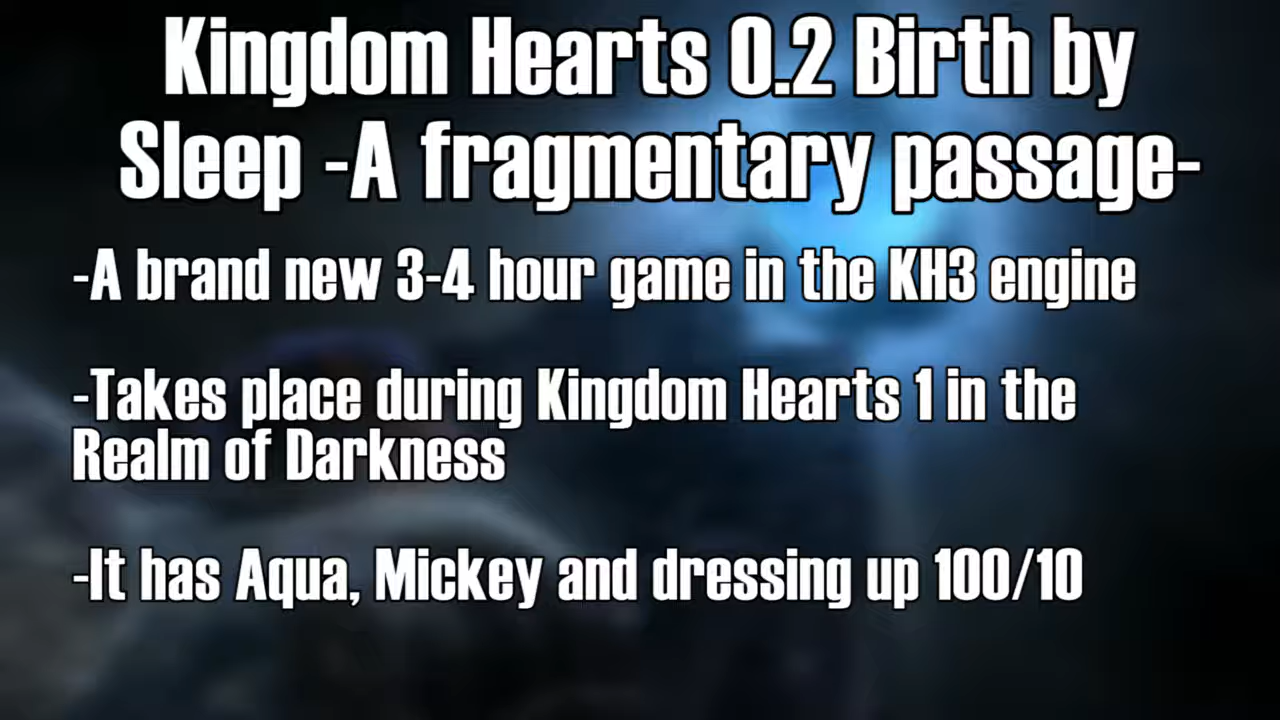 Kingdom Hearts 0.2 Birth by
Sleep -A fragmentary passage-
-A brand new 3-4 hour game in the KH3 engine
-Takes place during Kingdom Hearts 1 in the
Realm of Darkness
-It has Aqua, Mickey and dressing up 100/10